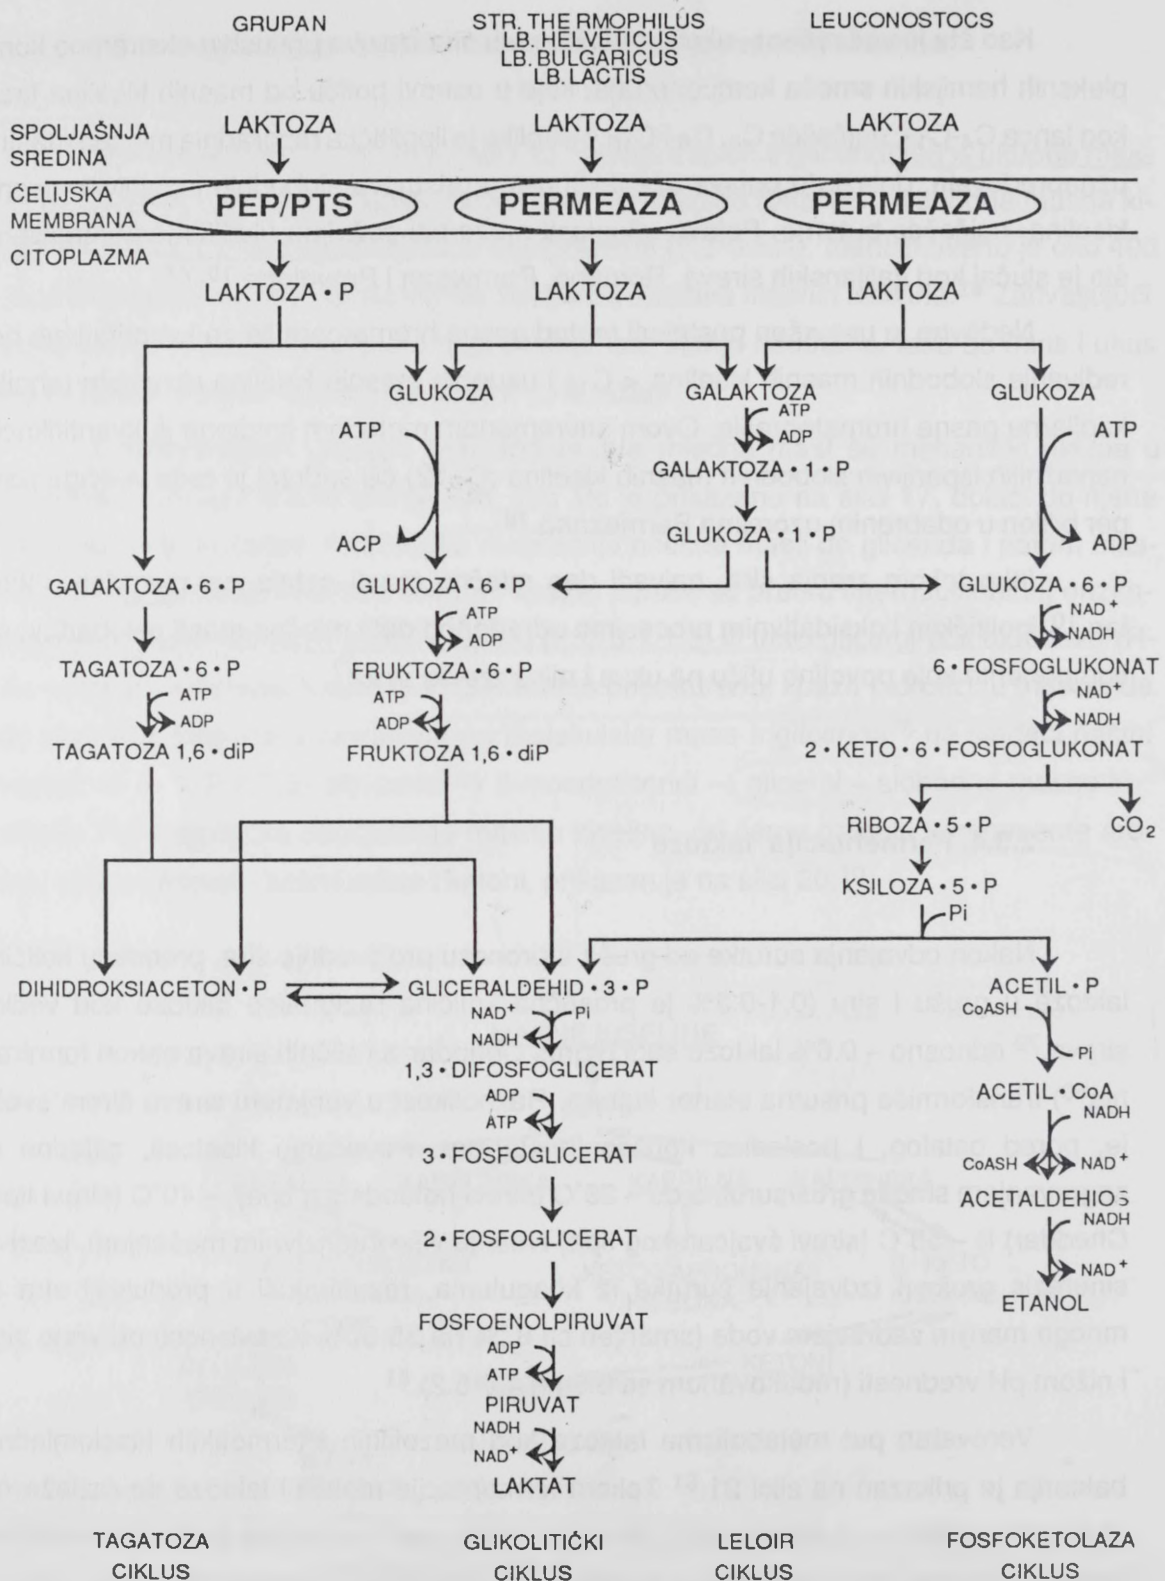 GRUPAN
STR. THE RMOPHILUS
LB. HELVETICUS
LB. BULGARICUS
LB. LACTIS
LEUCONOSTOCS
SPOLJAŠNJA
SREDINA
LAKTOZA
LAKTOZA
LAKTOZA
ĆELIJSKA
MEMBRANA
PEP/PTS
PERMEAZA
PERMEAZA
CITOPLAZMA
LAKTOZA • P
LAKTOZA
LAKTOZA
GLUKOZA
GALAKTOZA
GLUKOZA
ATP
ATP
ADP
ATP
GALAKTOZA • 1 • P
ACP
GLUKOZA • 1 • P
ADP
GALAKTOZA • 6 • P
GLUKOZA • 6 • P
GLUKOZA • 6 • P
ATP
ADP
NAD+
NADH
TAGATOZA • 6 • P
FRUKTOZA • 6 • P
6 • FOSFOGLUKONAT
ATP
ADP
ATP
ADP
NAD+
NADH
TAGATOZA 1,6 • diP
FRUKTOZA 1,6 • diP
2 • KETO • 6 • FOSFOGLUKONAT
RIBOZA • 5 • P
CO2
KSILOZA • 5 • P
Pi
DIHIDROKSIACETON • P
GLICERALDEHID • 3 • P
ACETIL • P
NAD+
Pi
NADH
CoASH
Pi
1,3 • DIFOSFOGLICERAT
ACETIL • CoA
ADP
ATP
NADH
3 • FOSFOGLICERAT
CoASH
NAD+
ACETALDEHIOS
2 • FOSFOGLICERAT
NADH
NAD+
FOSFOENOLPIRUVAT
ETANOL
ADP
ATP
PIRUVAT
NADH
NAD+
LAKTAT
TAGATOZA
CIKLUS
GLIKOLITIČKI
CIKLUS
LELOIR
CIKLUS
FOSFOKETOLAZA
CIKLUS